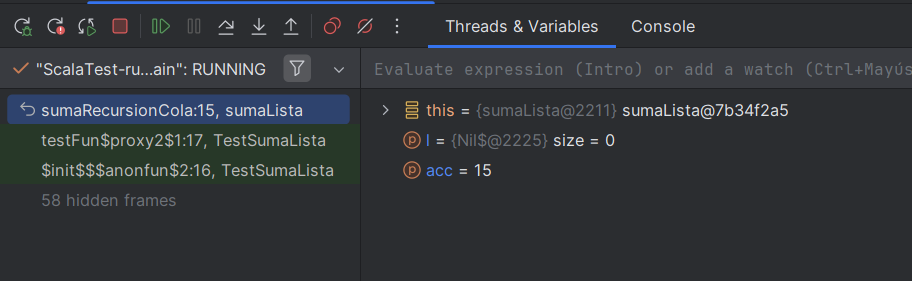 Threads & Variables Console
"ScalaTest-ru...ain": RUNNING
Evaluate expression (Intro) or add a watch (Ctrl+Mayús
sumaRecursionCola:15, sumaLista
testFun$proxy2$1:17, TestSumaLista
$init$$$anonfun$2:16, TestSumaLista
58 hidden frames
this = {sumaLista@2211} sumaLista@7b34f2a5
l = {Nil$@2225} size = 0
acc = 15